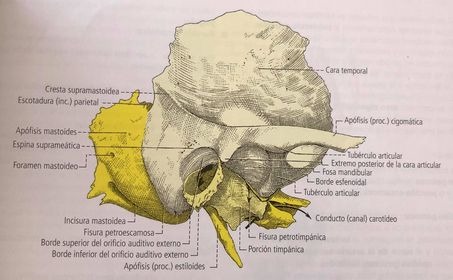 Cara temporal
Cresta supramastoidea
Escotadura (inc.) parietal
Apófisis (proc.) cigomática
Apófisis mastoides
Espina suprameática
Foramen mastoideo
Tubérculo articular
Extremo posterior de la cara articular
Fosa mandibular
Borde esfenoidal
Tubérculo articular
Incisura mastoidea
Fisura petroescamosa
Borde superior del orificio auditivo externo
Borde inferior del orificio auditivo externo
Apófisis (proc.) estiloides
Conducto (canal) carotídeo
Fisura petrotimpánica
Porción timpánica